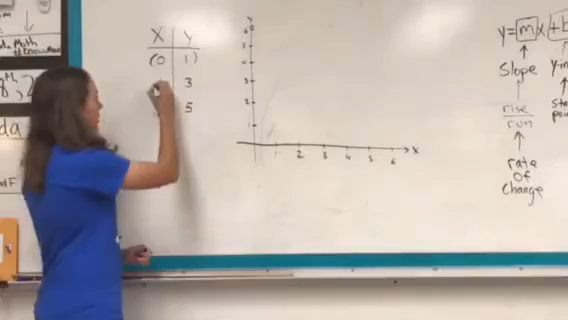 X Y
(0 1)
3
5
Y
6
5
4
3
2
1
2 3 4 5 6 X
y=mx+b
Slope
rise
run
rate
of
change